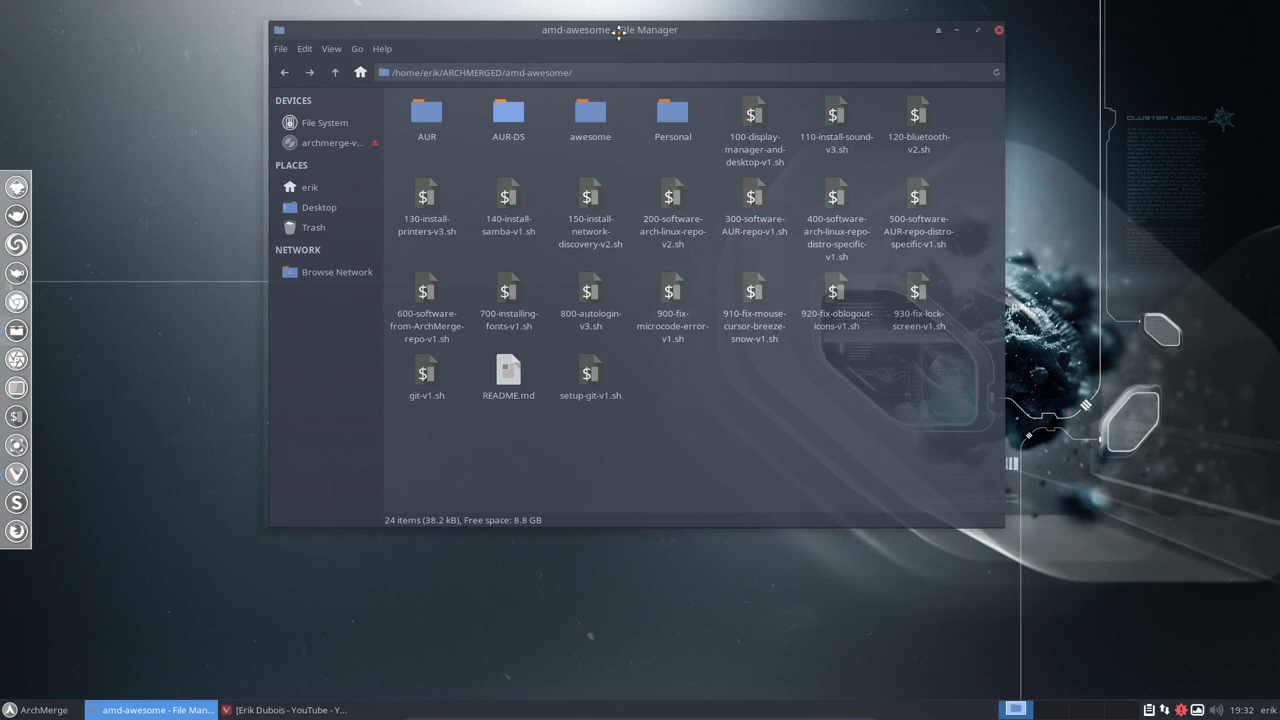 amd-awesome - File Manager
File Edit View Go Help
/home/erik/ARCHMERGED/amd-awesome/
DEVICES
File System
archmerge-v...
PLACES
erik
Desktop
Trash
NETWORK
Browse Network
AUR
AUR-DS
awesome
Personal
100-display-
manager-and-
desktop-v1.sh
110-install-sound-
v3.sh
120-bluetooth-
v2.sh
130-install-
printers-v3.sh
140-install-
samba-v1.sh
150-install-
network-
discovery-v2.sh
200-software-
arch-linux-repo-
v2.sh
300-software-
AUR-repo-v1.sh
400-software-
arch-linux-repo-
distro-specific-
v1.sh
500-software-
AUR-repo-distro-
specific-v1.sh
600-software-
from-ArchMerge-
repo-v1.sh
700-installing-
fonts-v1.sh
800-autologin-
v3.sh
900-fix-
microcode-error-
v1.sh
910-fix-mouse-
cursor-breeze-
snow-v1.sh
920-fix-oblogout-
icons-v1.sh
930-fix-lock-
screen-v1.sh
git-v1.sh
README.md
setup-git-v1.sh
24 items (38.2 kB), Free space: 8.8 GB
CLUSTER LEGACY
ArchMerge
amd-awesome - File Man...
[Erik Dubois - YouTube - Y...
19:32 erik